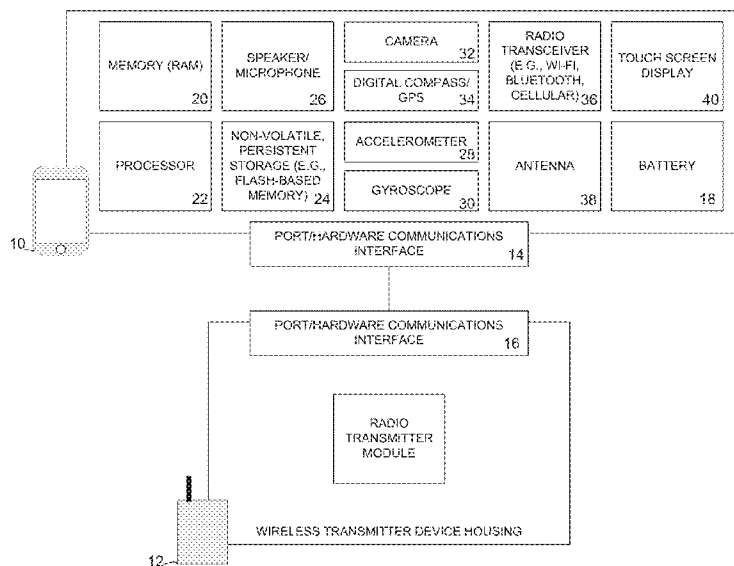 MEMORY (RAM)
20
SPEAKER/
MICROPHONE
26
CAMERA
32
DIGITAL COMPASS/
GPS
34
RADIO
TRANSCEIVER
(E.G., WI-FI,
BLUETOOTH,
CELLULAR)
36
TOUCH SCREEN
DISPLAY
40
PROCESSOR
22
NON-VOLATILE,
PERSISTENT
STORAGE (E.G.,
FLASH-BASED
MEMORY)
24
ACCELEROMETER
28
GYROSCOPE
30
ANTENNA
38
BATTERY
18
10
PORT/HARDWARE COMMUNICATIONS
INTERFACE
14
PORT/HARDWARE COMMUNICATIONS
INTERFACE
16
RADIO
TRANSMITTER
MODULE
WIRELESS TRANSMITTER DEVICE HOUSING
12